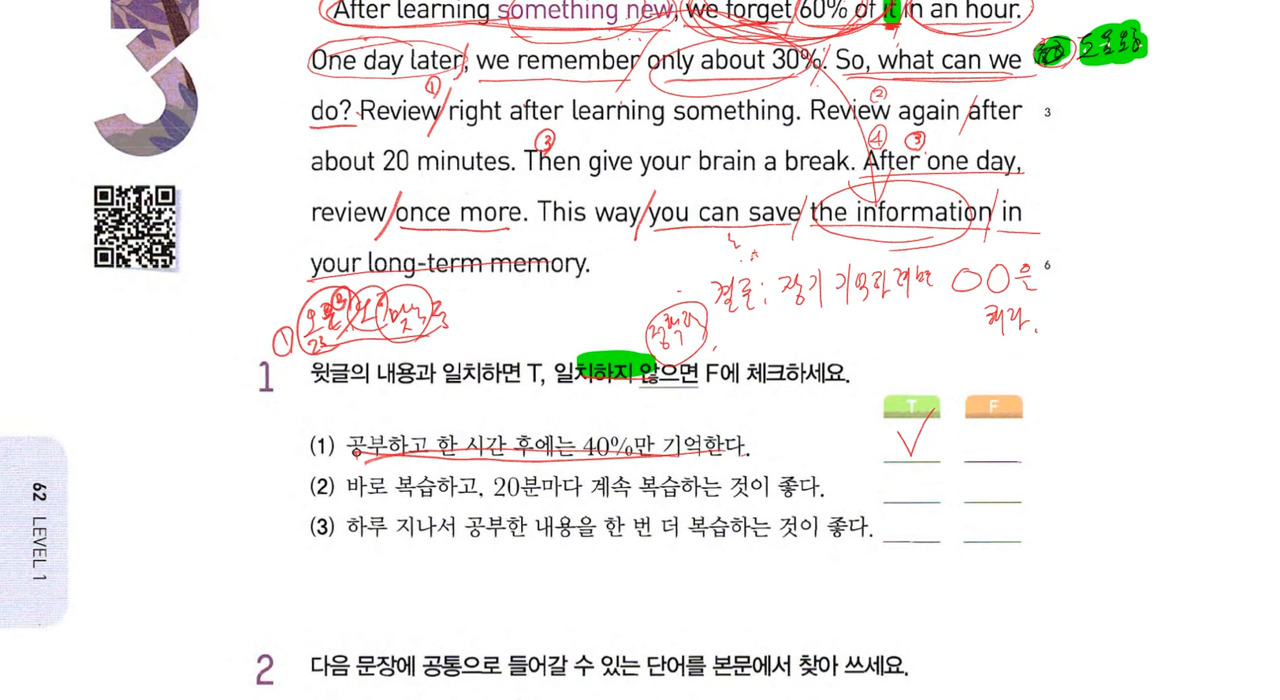 After learning something new, we forget 60% of it in an hour.
One day later, we remember only about 30%. So, what can we
do? Review right after learning something. Review again after
3
about 20 minutes. Then give your brain a break. After one day,
review once more. This way you can save the information in
your long-term memory.
6
① ② ③ ④ ③
결론: 장기 기억하려면 ○○은
해라.
1 윗글의 내용과 일치하면 T, 일치하지 않으면 F에 체크하세요.
T F
(1) 공부하고 한 시간 후에는 40%만 기억한다.
(2) 바로 복습하고, 20분마다 계속 복습하는 것이 좋다.
(3) 하루 지나서 공부한 내용을 한 번 더 복습하는 것이 좋다.
62 LEVEL 1
2 다음 문장에 공통으로 들어갈 수 있는 단어를 본문에서 찾아 쓰세요.